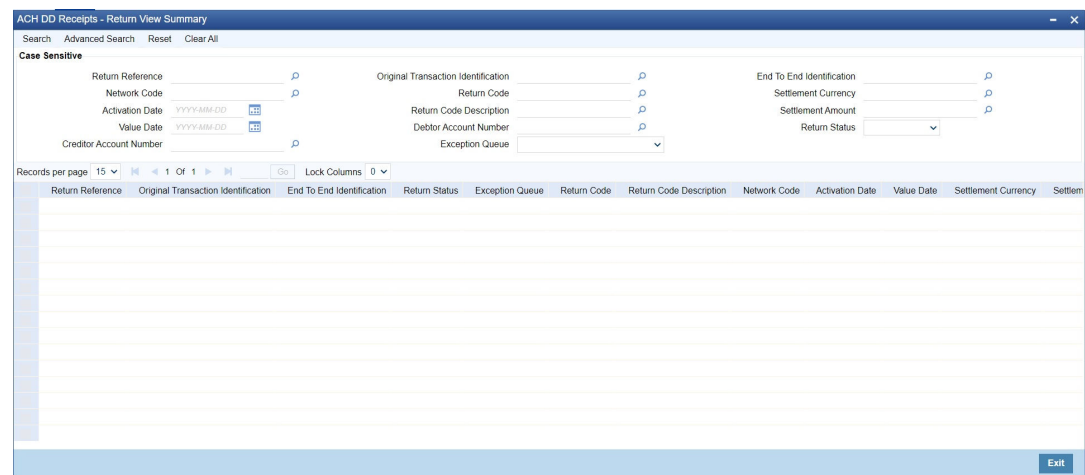 ACH DD Receipts - Return View Summary
Search Advanced Search Reset Clear All
Case Sensitive
Return Reference Original Transaction Identification End To End Identification
Network Code Return Code Settlement Currency
Activation Date YYYY-MM-DD Return Code Description Settlement Amount
Value Date YYYY-MM-DD Debtor Account Number Return Status
Creditor Account Number Exception Queue
Records per page 15 1 Of 1 Go Lock Columns 0
Return Reference Original Transaction Identification End To End Identification Return Status Exception Queue Return Code Return Code Description Network Code Activation Date Value Date Settlement Currency Settlem
Exit